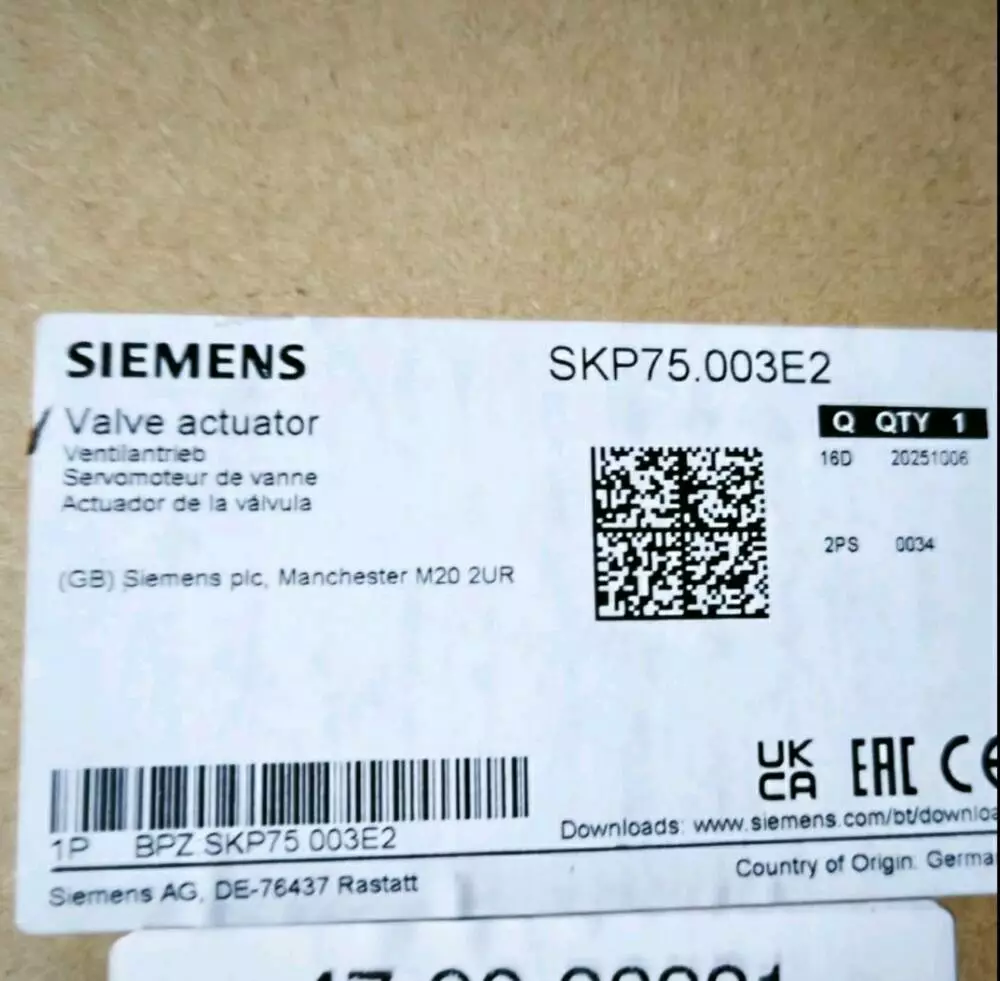 SIEMENS
SKP75.003E2
Valve actuator
Ventilantrieb
Servomoteur de vanne
Actuador de la válvula
Q QTY 1
16D 20251006
2PS 0034
(GB) Siemens plc, Manchester M20 2UR
UK
CA
EAC
CE
1P BPZ SKP75.003E2
Downloads: www.siemens.com/bt/downloa
Country of Origin: Germa
Siemens AG, DE-76437 Rastatt